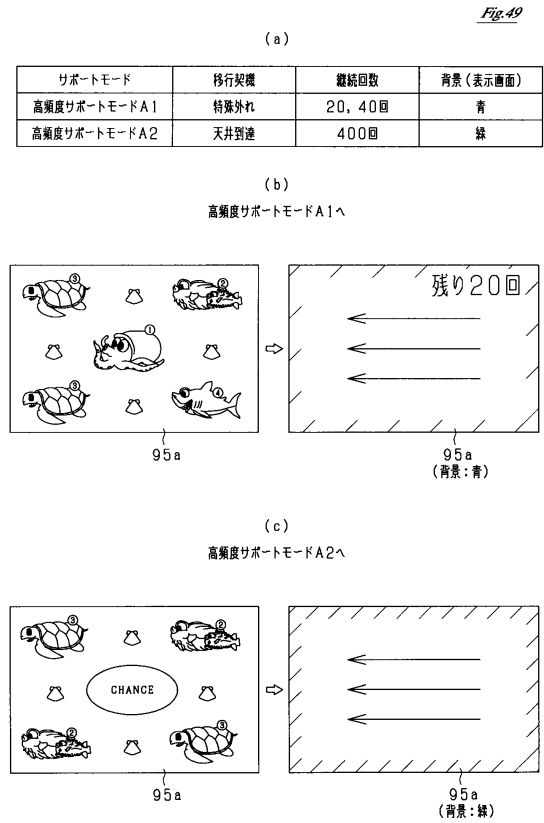 Fig.49
(a)
サポートモード 移行契機 継続回数 背景(表示画面)
高頻度サポートモードA1 特殊外れ 20,40回 青
高頻度サポートモードA2 天井到達 400回 緑
(b)
高頻度サポートモードA1へ
③ ② 残り20回
①
③ ④
95a 95a
(背景:青)
(c)
高頻度サポートモードA2へ
③ ②
CHANCE
② ③
95a 95a
(背景:緑)